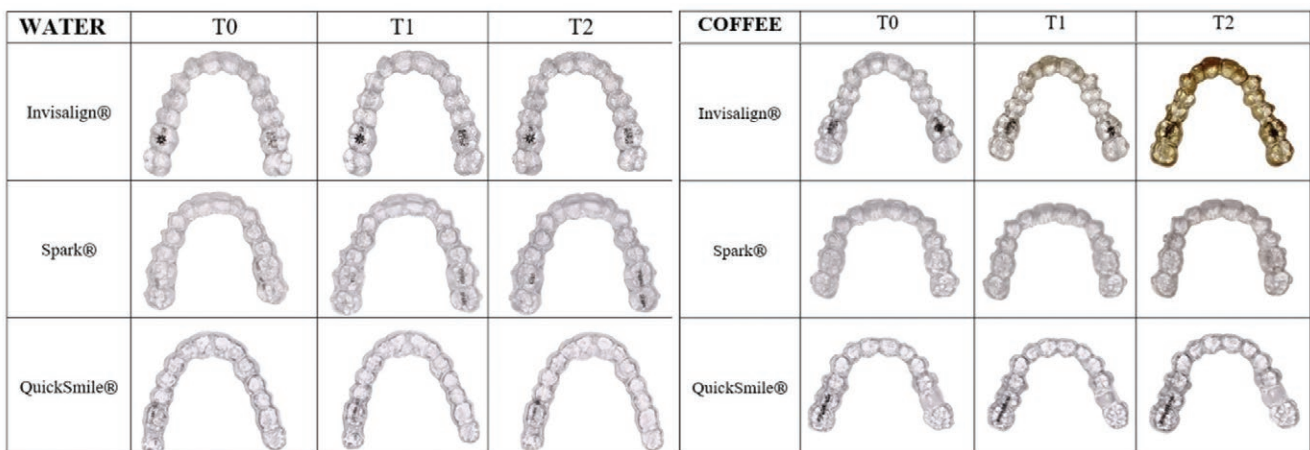 WATER T0 T1 T2
Invisalign®
Spark®
QuickSmile®
COFFEE T0 T1 T2
Invisalign®
Spark®
QuickSmile®